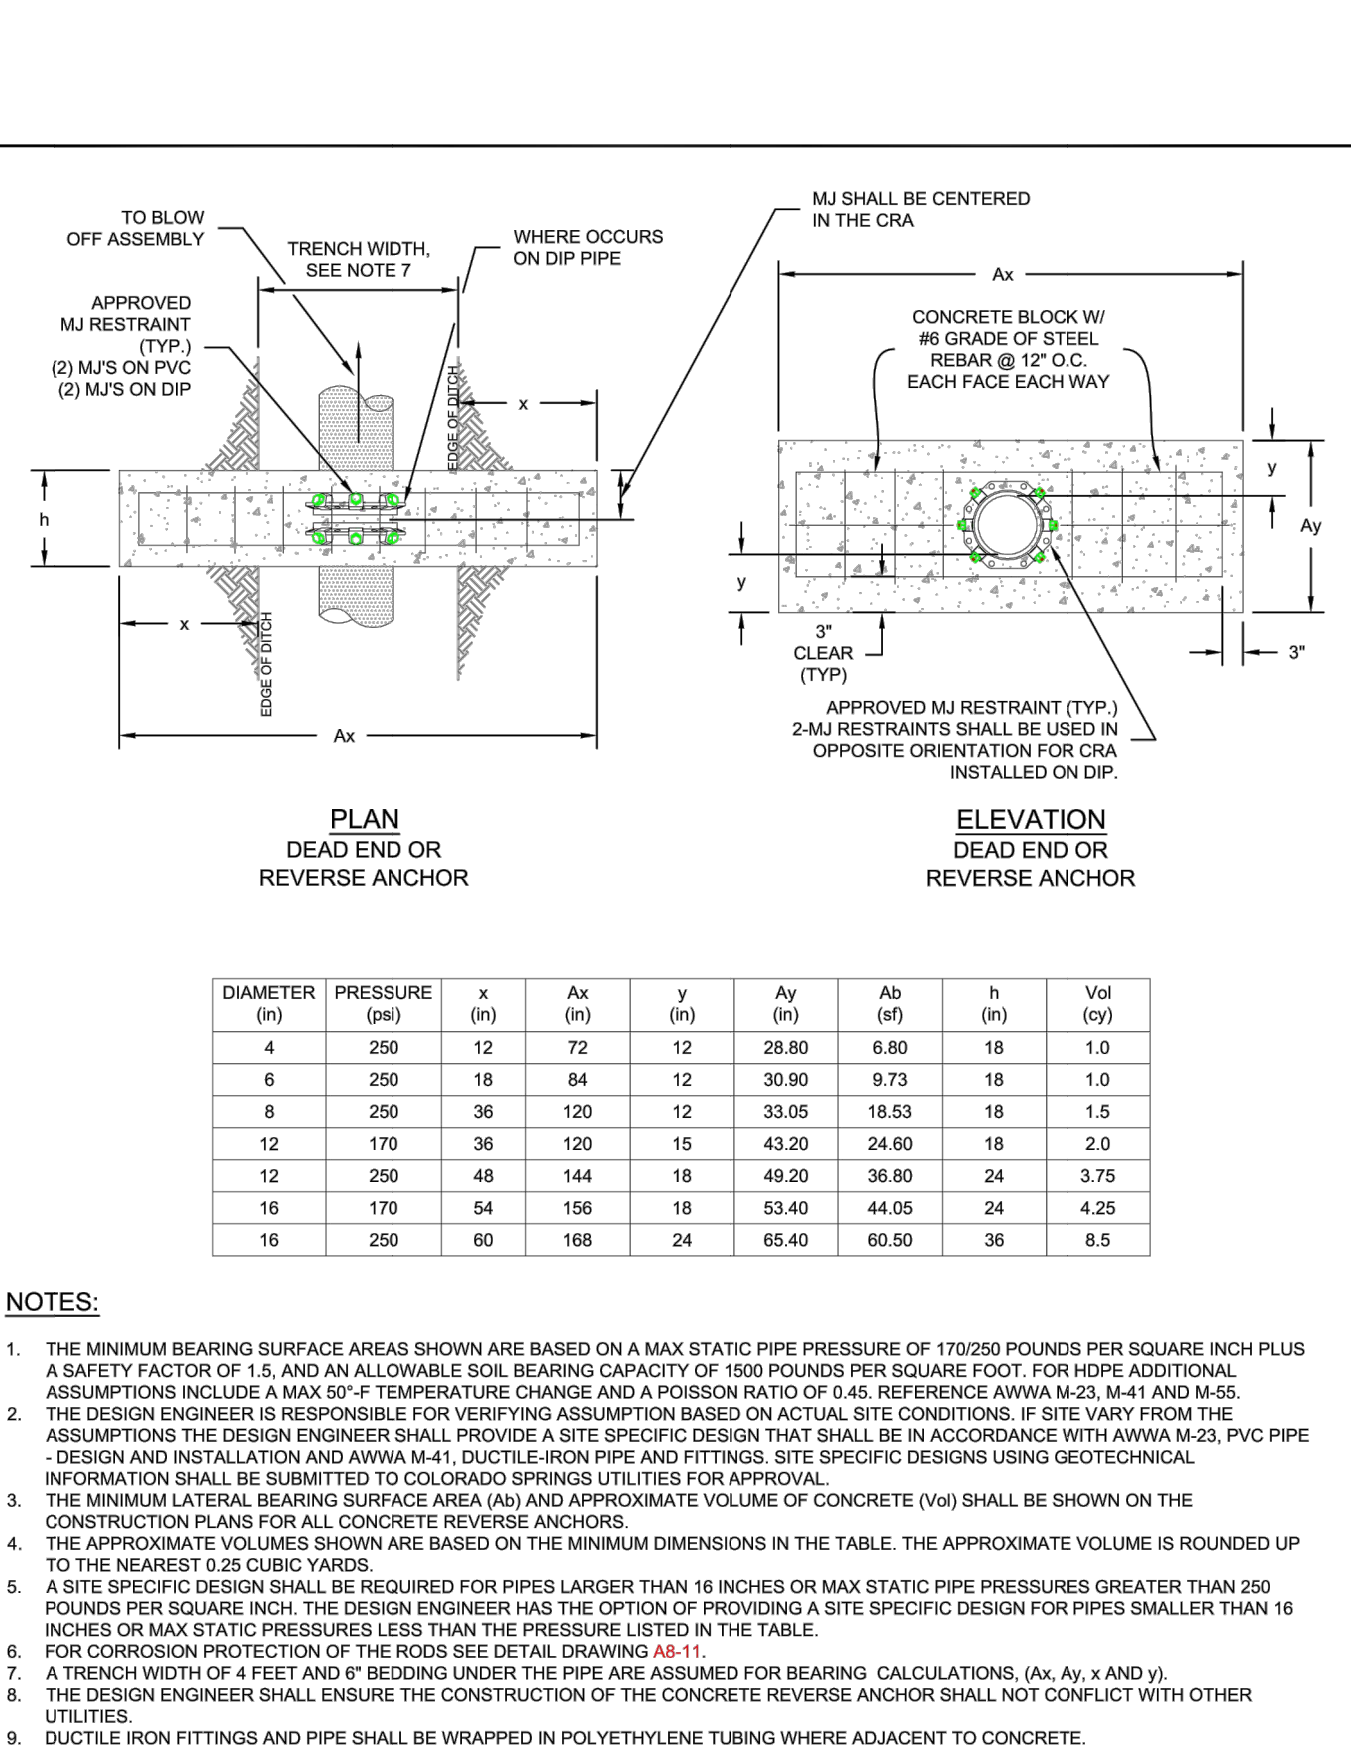 TO BLOW
OFF ASSEMBLY
TRENCH WIDTH,
SEE NOTE 7
WHERE OCCURS
ON DIP PIPE
MJ SHALL BE CENTERED
IN THE CRA
APPROVED
MJ RESTRAINT
(TYP.)
(2) MJ'S ON PVC
(2) MJ'S ON DIP
EDGE OF DITCH
x
h
x
EDGE OF DITCH
Ax
Ax
CONCRETE BLOCK W/
#6 GRADE OF STEEL
REBAR @ 12" O.C.
EACH FACE EACH WAY
y
Ay
y
3"
CLEAR
(TYP)
3"
APPROVED MJ RESTRAINT (TYP.)
2-MJ RESTRAINTS SHALL BE USED IN
OPPOSITE ORIENTATION FOR CRA
INSTALLED ON DIP.
PLAN
DEAD END OR
REVERSE ANCHOR
ELEVATION
DEAD END OR
REVERSE ANCHOR
DIAMETER (in) PRESSURE (psi) x (in) Ax (in) y (in) Ay (in) Ab (sf) h (in) Vol (cy)
4 250 12 72 12 28.80 6.80 18 1.0
6 250 18 84 12 30.90 9.73 18 1.0
8 250 36 120 12 33.05 18.53 18 1.5
12 170 36 120 15 43.20 24.60 18 2.0
12 250 48 144 18 49.20 36.80 24 3.75
16 170 54 156 18 53.40 44.05 24 4.25
16 250 60 168 24 65.40 60.50 36 8.5
NOTES:
1. THE MINIMUM BEARING SURFACE AREAS SHOWN ARE BASED ON A MAX STATIC PIPE PRESSURE OF 170/250 POUNDS PER SQUARE INCH PLUS
A SAFETY FACTOR OF 1.5, AND AN ALLOWABLE SOIL BEARING CAPACITY OF 1500 POUNDS PER SQUARE FOOT. FOR HDPE ADDITIONAL
ASSUMPTIONS INCLUDE A MAX 50°-F TEMPERATURE CHANGE AND A POISSON RATIO OF 0.45. REFERENCE AWWA M-23, M-41 AND M-55.
2. THE DESIGN ENGINEER IS RESPONSIBLE FOR VERIFYING ASSUMPTION BASED ON ACTUAL SITE CONDITIONS. IF SITE VARY FROM THE
ASSUMPTIONS THE DESIGN ENGINEER SHALL PROVIDE A SITE SPECIFIC DESIGN THAT SHALL BE IN ACCORDANCE WITH AWWA M-23, PVC PIPE
- DESIGN AND INSTALLATION AND AWWA M-41, DUCTILE-IRON PIPE AND FITTINGS. SITE SPECIFIC DESIGNS USING GEOTECHNICAL
INFORMATION SHALL BE SUBMITTED TO COLORADO SPRINGS UTILITIES FOR APPROVAL.
3. THE MINIMUM LATERAL BEARING SURFACE AREA (Ab) AND APPROXIMATE VOLUME OF CONCRETE (Vol) SHALL BE SHOWN ON THE
CONSTRUCTION PLANS FOR ALL CONCRETE REVERSE ANCHORS.
4. THE APPROXIMATE VOLUMES SHOWN ARE BASED ON THE MINIMUM DIMENSIONS IN THE TABLE. THE APPROXIMATE VOLUME IS ROUNDED UP
TO THE NEAREST 0.25 CUBIC YARDS.
5. A SITE SPECIFIC DESIGN SHALL BE REQUIRED FOR PIPES LARGER THAN 16 INCHES OR MAX STATIC PIPE PRESSURES GREATER THAN 250
POUNDS PER SQUARE INCH. THE DESIGN ENGINEER HAS THE OPTION OF PROVIDING A SITE SPECIFIC DESIGN FOR PIPES SMALLER THAN 16
INCHES OR MAX STATIC PRESSURES LESS THAN THE PRESSURE LISTED IN THE TABLE.
6. FOR CORROSION PROTECTION OF THE RODS SEE DETAIL DRAWING A8-11.
7. A TRENCH WIDTH OF 4 FEET AND 6" BEDDING UNDER THE PIPE ARE ASSUMED FOR BEARING CALCULATIONS, (Ax, Ay, x AND y).
8. THE DESIGN ENGINEER SHALL ENSURE THE CONSTRUCTION OF THE CONCRETE REVERSE ANCHOR SHALL NOT CONFLICT WITH OTHER
UTILITIES.
9. DUCTILE IRON FITTINGS AND PIPE SHALL BE WRAPPED IN POLYETHYLENE TUBING WHERE ADJACENT TO CONCRETE.